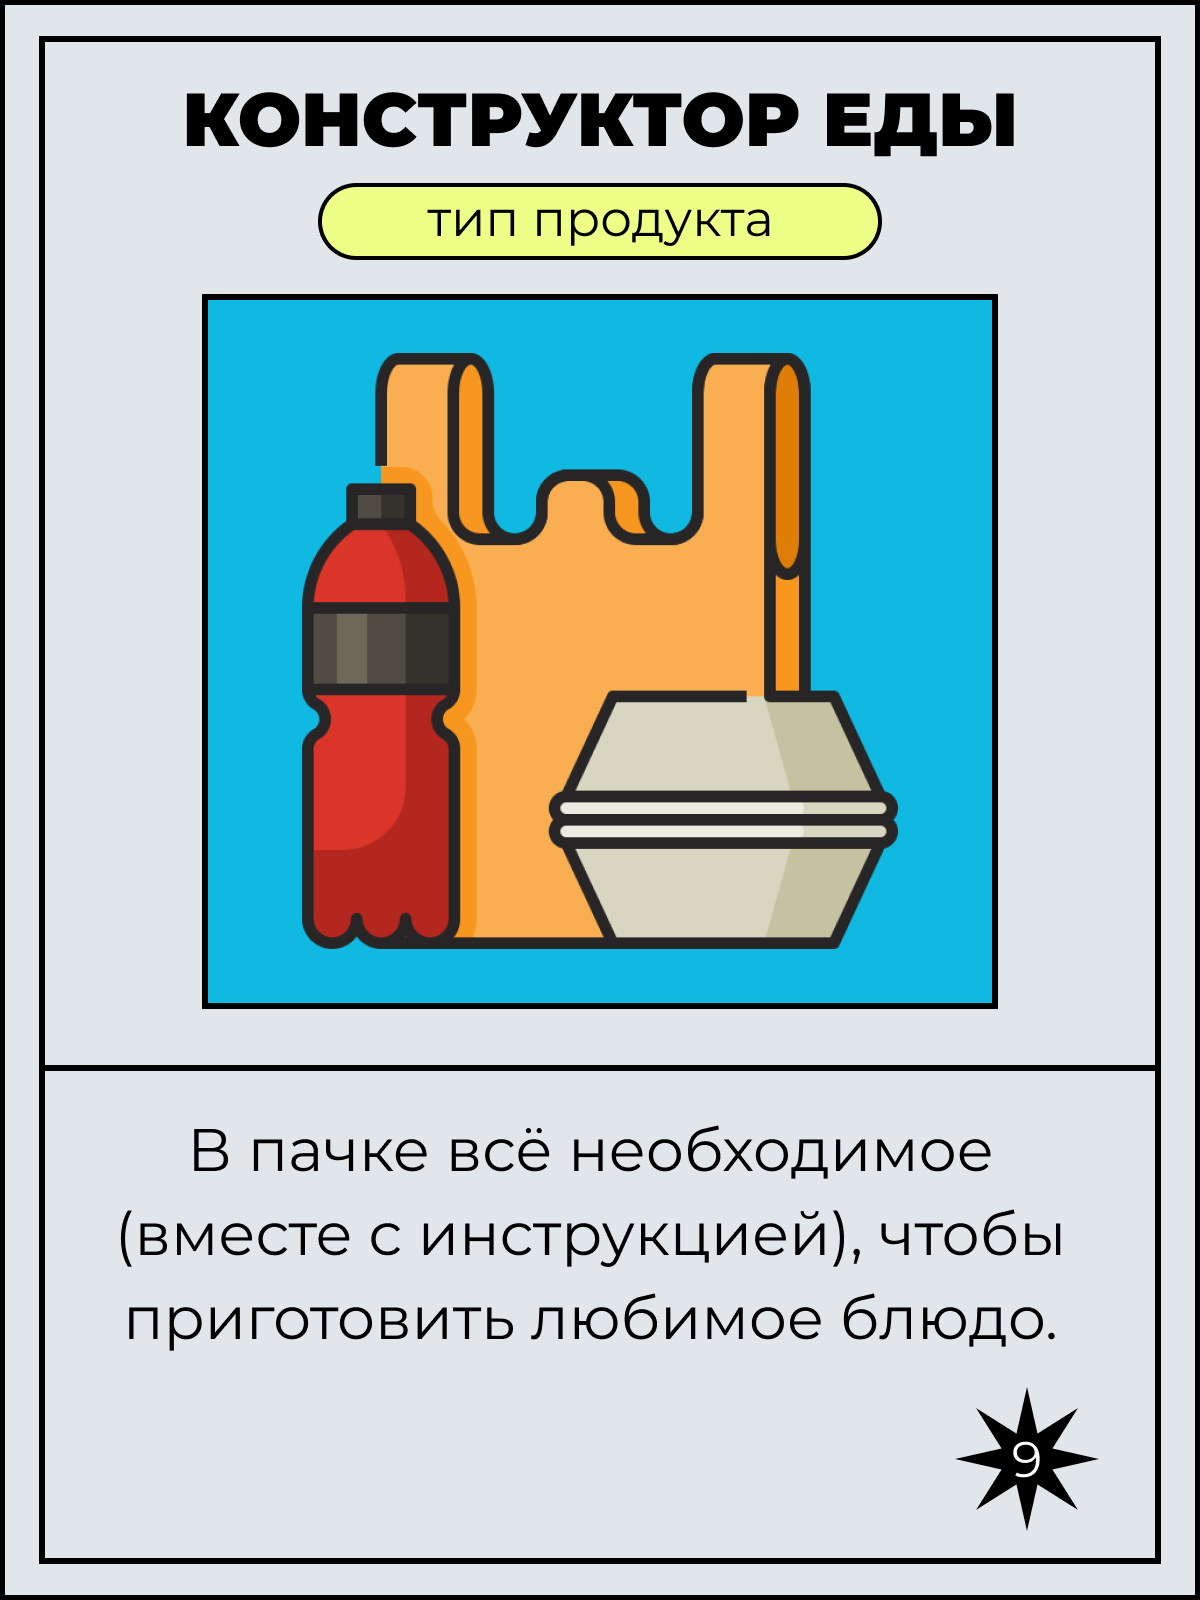 КОНСТРУКТОР ЕДЫ
тип продукта
В пачке всё необходимое
(вместе с инструкцией), чтобы
приготовить любимое блюдо.
9